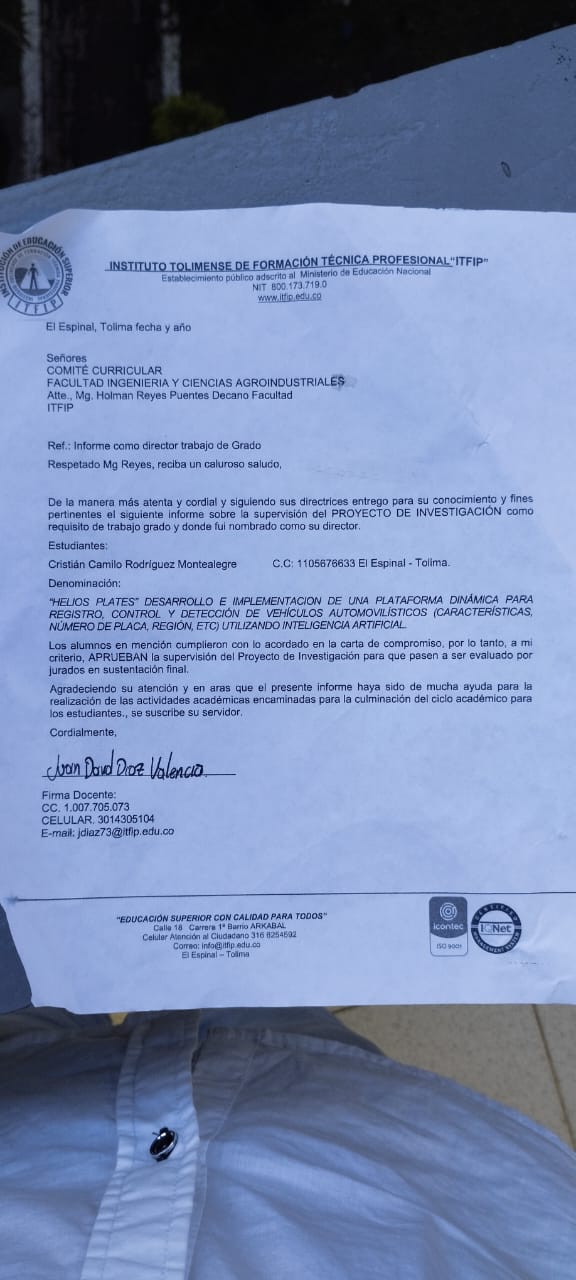 INSTITUCIÓN DE EDUCACIÓN SUPERIOR
ITFIP
INSTITUTO TOLIMENSE DE FORMACIÓN TÉCNICA PROFESIONAL "ITFIP"
Establecimiento público adscrito al Ministerio de Educación Nacional
NIT 800.173.719.0
www.itfip.edu.co
El Espinal, Tolima fecha y año
Señores
COMITÉ CURRICULAR
FACULTAD INGENIERIA Y CIENCIAS AGROINDUSTRIALES
Atte., Mg. Holman Reyes Puentes Decano Facultad
ITFIP
Ref.: Informe como director trabajo de Grado
Respetado Mg Reyes, reciba un caluroso saludo,
De la manera más atenta y cordial y siguiendo sus directrices entrego para su conocimiento y fines
pertinentes el siguiente informe sobre la supervisión del PROYECTO DE INVESTIGACIÓN como
requisito de trabajo grado y donde fui nombrado como su director.
Estudiantes:
Cristián Camilo Rodríguez Montealegre C.C: 1105676633 El Espinal - Tolima.
Denominación:
"HELIOS PLATES" DESARROLLO E IMPLEMENTACION DE UNA PLATAFORMA DINÁMICA PARA
REGISTRO, CONTROL Y DETECCIÓN DE VEHÍCULOS AUTOMOVILÍSTICOS (CARACTERÍSTICAS,
NÚMERO DE PLACA, REGIÓN, ETC) UTILIZANDO INTELIGENCIA ARTIFICIAL.
Los alumnos en mención cumplieron con lo acordado en la carta de compromiso, por lo tanto, a mi
criterio, APRUEBAN la supervisión del Proyecto de Investigación para que pasen a ser evaluado por
jurados en sustentación final.
Agradeciendo su atención y en aras que el presente informe haya sido de mucha ayuda para la
realización de las actividades académicas encaminadas para la culminación del ciclo académico para
los estudiantes., se suscribe su servidor.
Cordialmente,
Juan David Diaz Valencia
Firma Docente:
CC. 1.007.705.073
CELULAR. 3014305104
E-mail: jdiaz73@itfip.edu.co
"EDUCACIÓN SUPERIOR CON CALIDAD PARA TODOS"
Calle 18 Carrera 1ª Barrio ARKABAL
Celular Atención al Ciudadano 316 8254592
Correo: info@itfip.edu.co
El Espinal – Tolima
icontec
ISO 9001
CERTIFIED
IQNet
MANAGEMENT SYSTEM